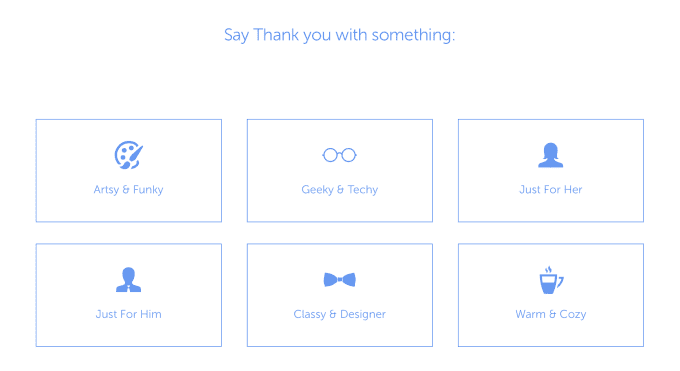 Say Thank you with something:
Artsy & Funky
Geeky & Techy
Just For Her
Just For Him
Classy & Designer
Warm & Cozy